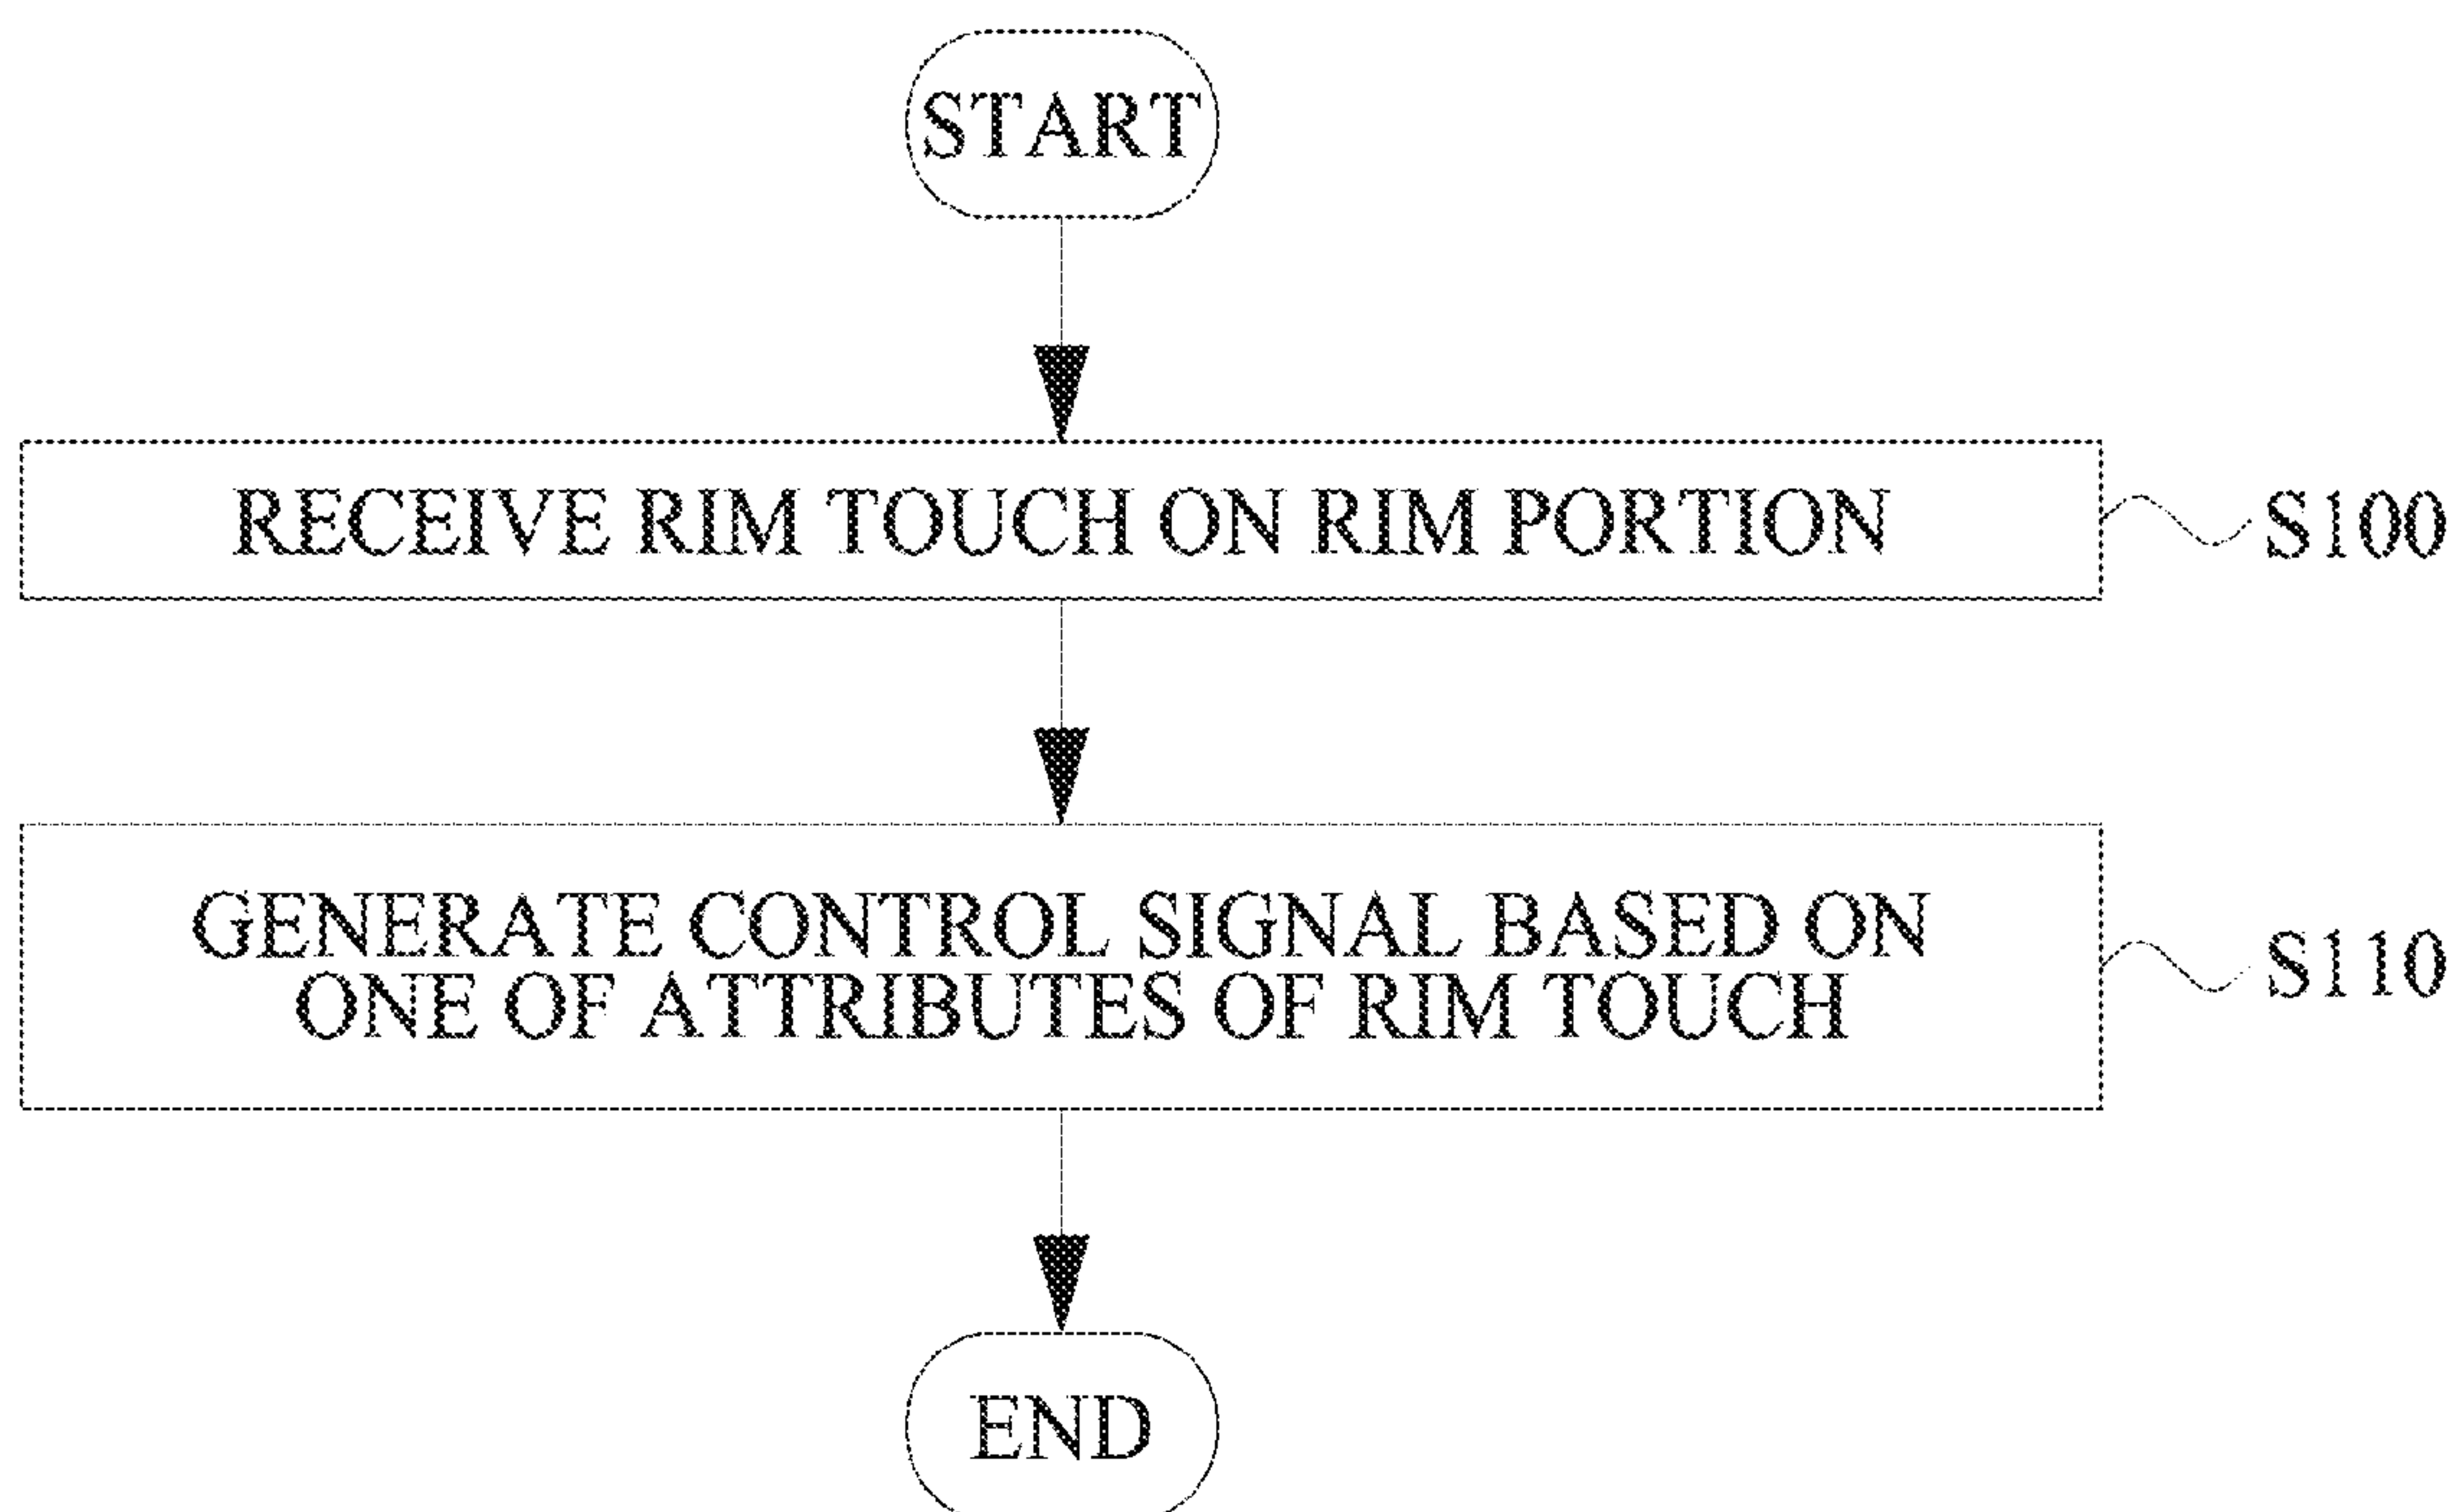 START
RECEIVE RIM TOUCH ON RIM PORTION
S100
GENERATE CONTROL SIGNAL BASED ON
ONE OF ATTRIBUTES OF RIM TOUCH
S110
END